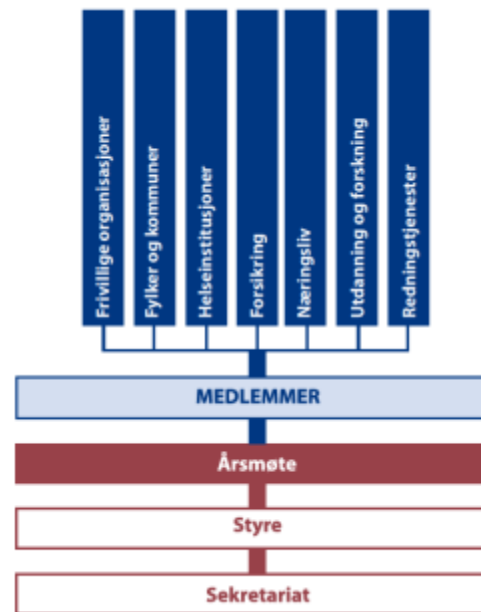 Frivillige organisasjoner
Fylker og kommuner
Helseinstitusjoner
Forsikring
Næringsliv
Utdanning og forskning
Redningstjenester
MEDLEMMER
Årsmøte
Styre
Sekretariat